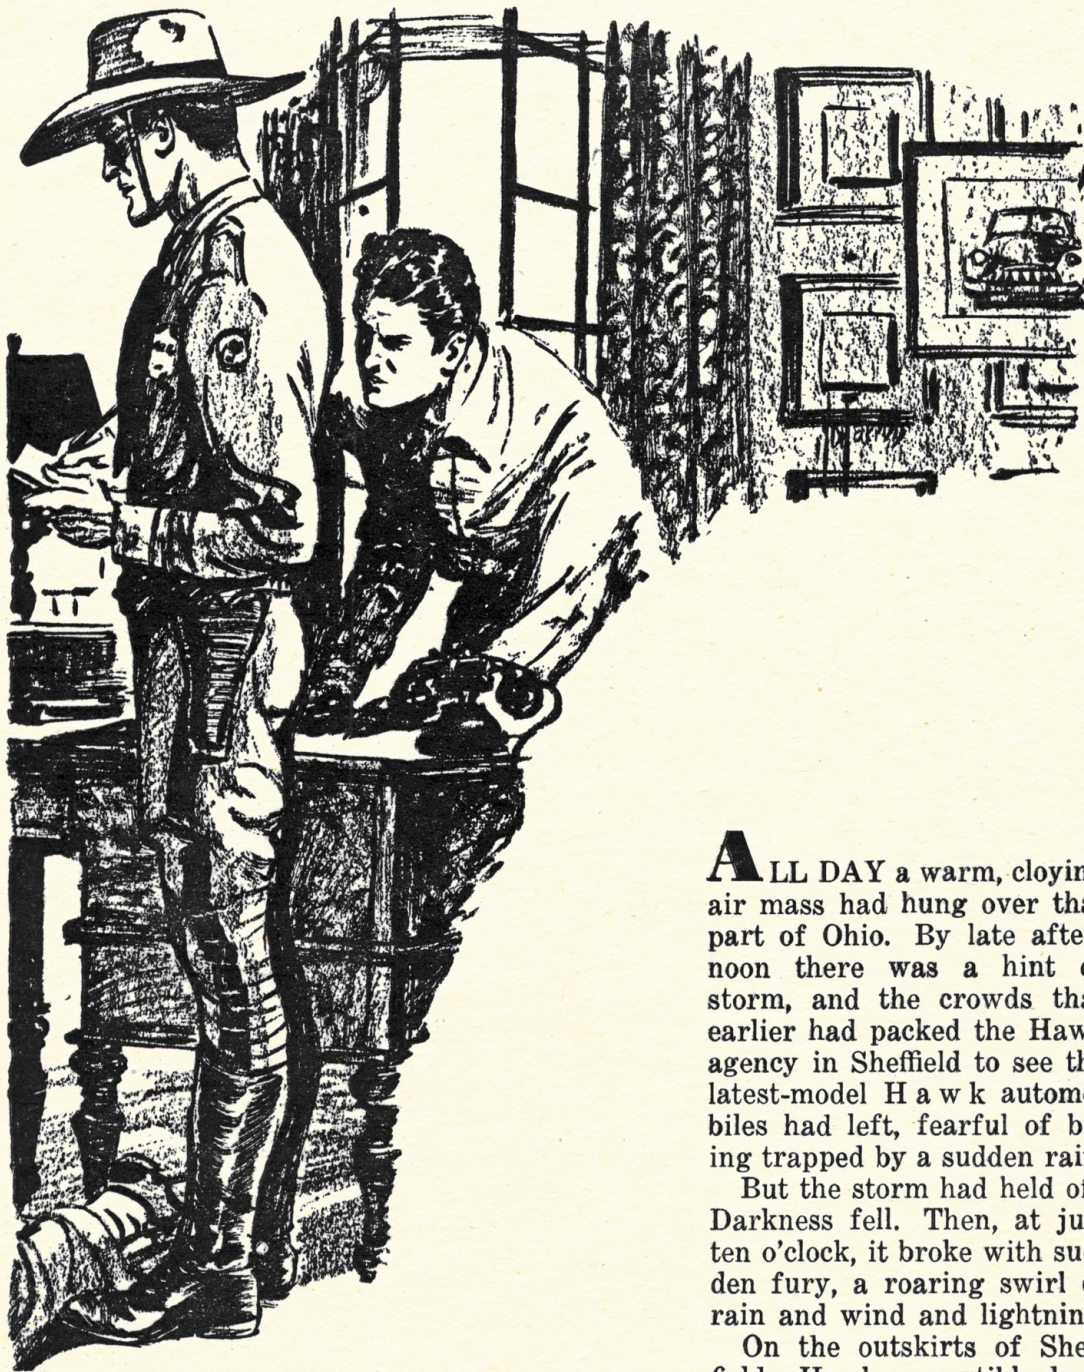 ALL DAY a warm, cloyin
air mass had hung over tha
part of Ohio. By late after
noon there was a hint
storm, and the crowds tha
earlier had packed the Haw
agency in Sheffield to see th
latest-model Hawk automo
biles had left, fearful of b
ing trapped by a sudden rai
But the storm had held of
Darkness fell. Then, at ju
ten o'clock, it broke with su
den fury, a roaring swirl
rain and wind and lightnin
On the outskirts of She